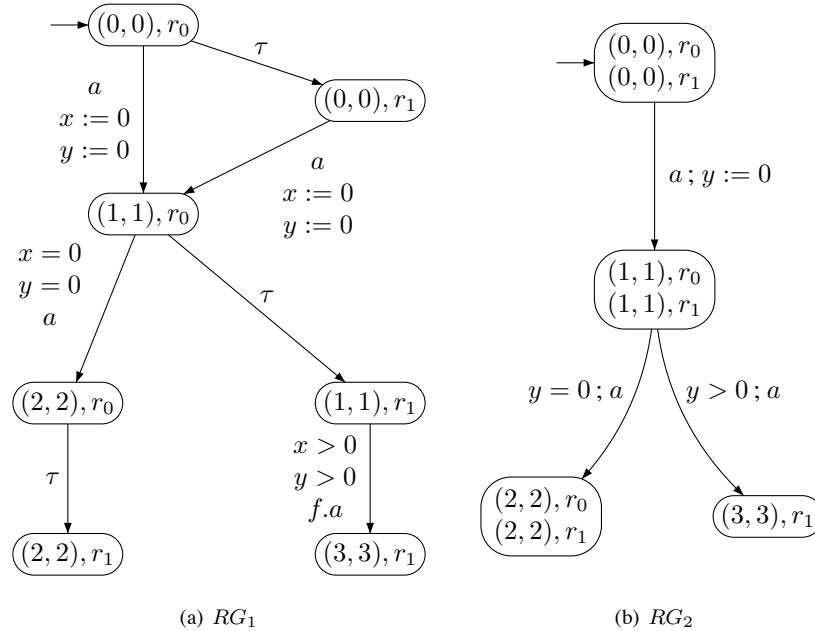 (0, 0), r₀
τ
a
x := 0
y := 0
(0, 0), r₁
a
x := 0
y := 0
(1, 1), r₀
x = 0
y = 0
a
τ
(2, 2), r₀
(1, 1), r₁
τ
x > 0
y > 0
f.a
(2, 2), r₁
(3, 3), r₁
(a) RG₁
(0, 0), r₀
(0, 0), r₁
a ; y := 0
(1, 1), r₀
(1, 1), r₁
y = 0 ; a
y > 0 ; a
(2, 2), r₀
(2, 2), r₁
(3, 3), r₁
(b) RG₂